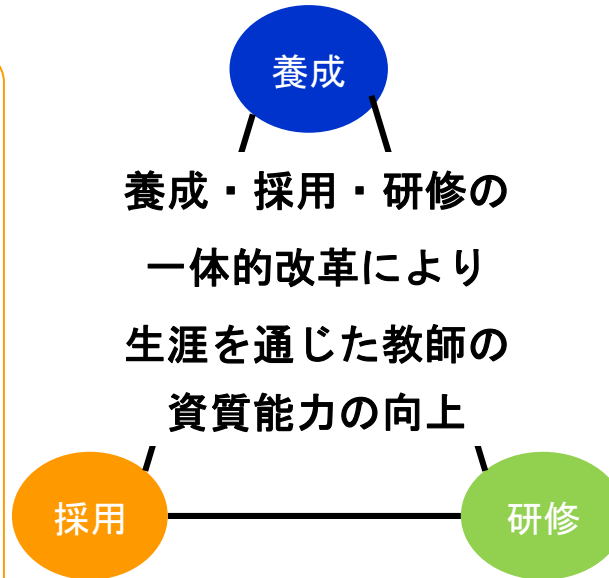 養成
養成・採用・研修の
一体的改革により
生涯を通じた教師の
資質能力の向上
採用
研修